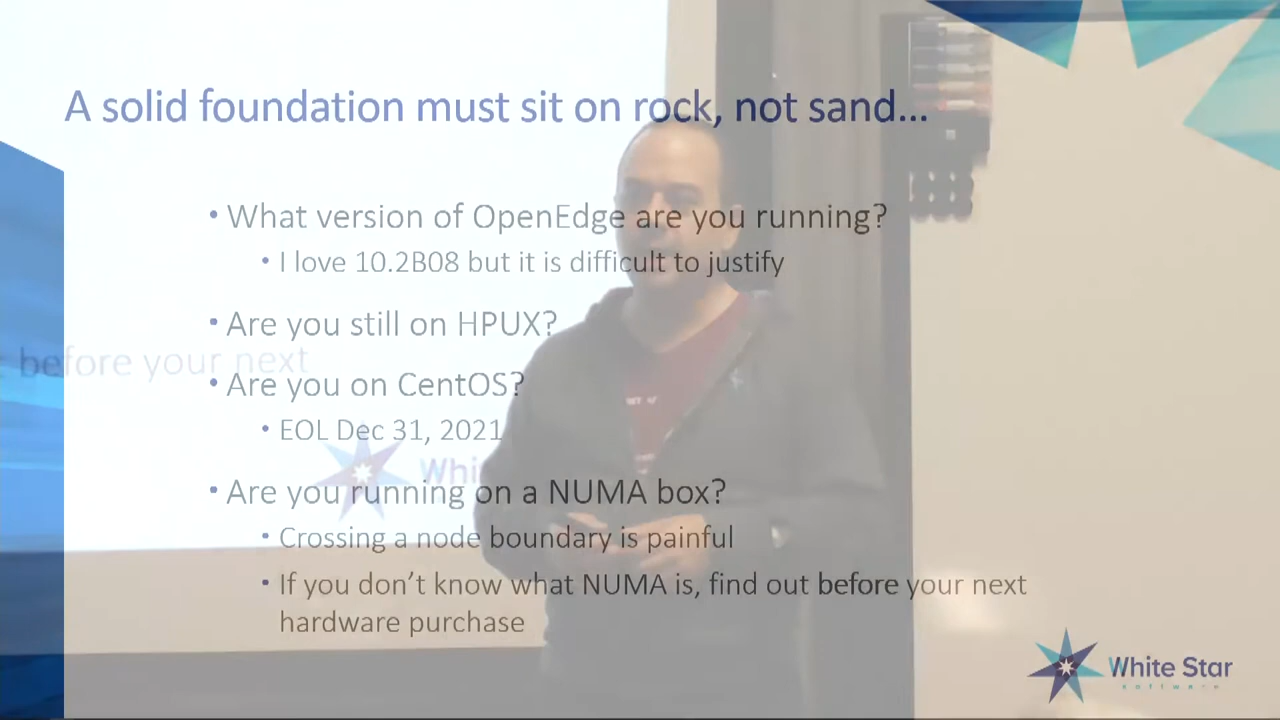 A solid foundation must sit on rock, not sand...
• What version of OpenEdge are you running?
• I love 10.2B08 but it is difficult to justify
• Are you still on HPUX?
before your next
• Are you on CentOS?
• EOL Dec 31, 2021
Whi
• Are you running on a NUMA box?
• Crossing a node boundary is painful
• If you don't know what NUMA is, find out before your next
hardware purchase
White Star
software